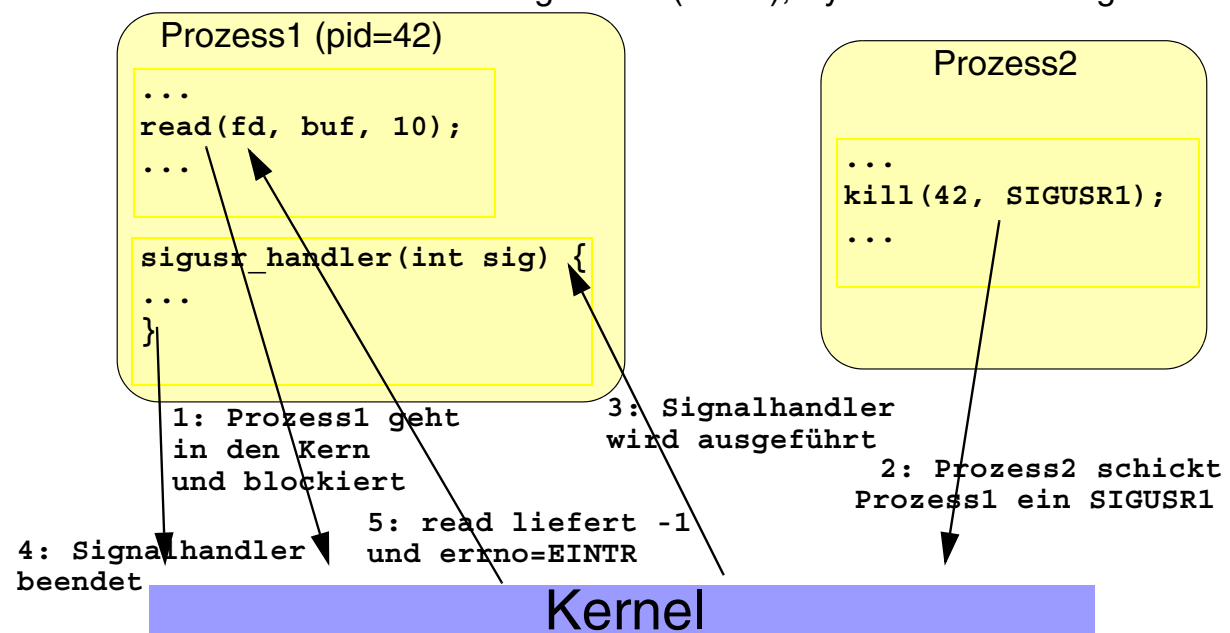 Prozess1 (pid=42)
...
read(fd, buf, 10);
...
sigusr_handler(int sig) {
...
}
Prozess2
...
kill(42, SIGUSR1);
...
1: Prozess1 geht
in den Kern
und blockiert
3: Signalhandler
wird ausgeführt
2: Prozess2 schickt
Prozess1 ein SIGUSR1
5: read liefert -1
und errno=EINTR
4: Signalhandler
beendet
Kernel